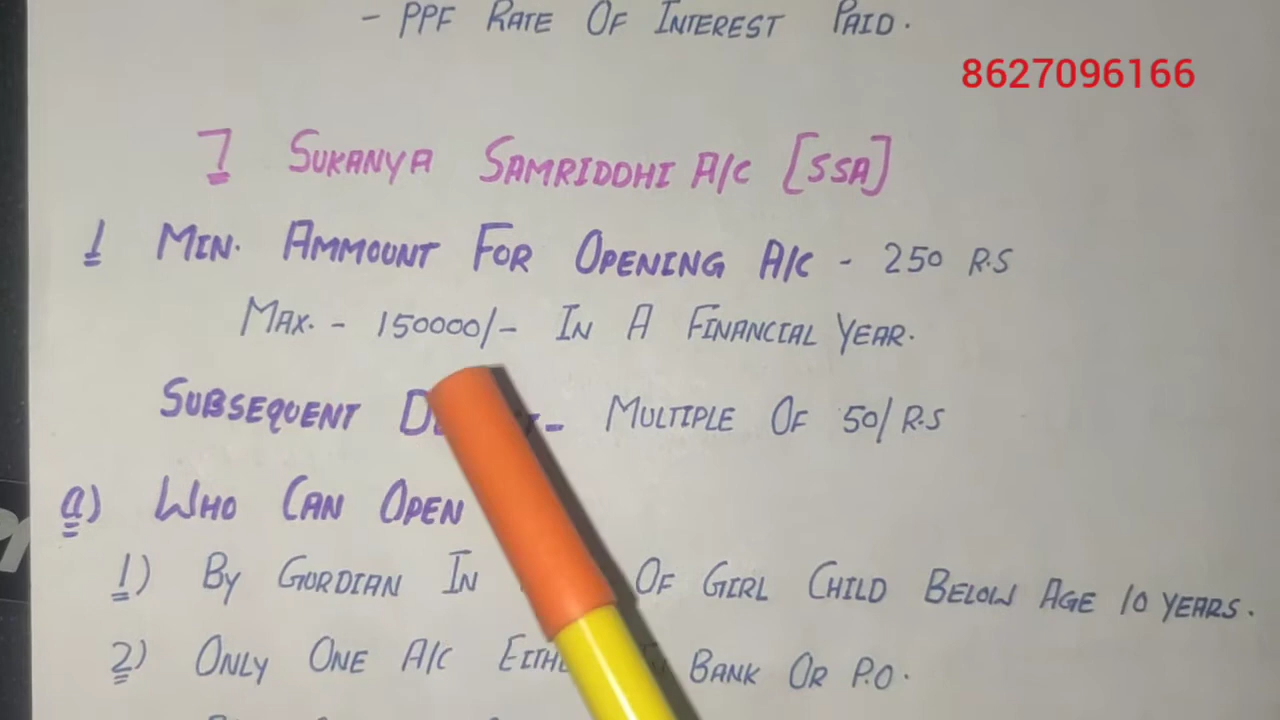 - PPF RATE OF INTEREST PAID.
8627096166
7 SUKANYA SAMRIDDHI A/C [SSA]
1 MIN. AMMOUNT FOR OPENING A/C - 250 R.S
MAX. - 150000/- IN A FINANCIAL YEAR.
SUBSEQUENT - MULTIPLE OF 50/ R.S
a) WHO CAN OPEN
1) BY GURDIAN IN OF GIRL CHILD BELOW AGE 10 YEARS.
2) ONLY ONE A/C BANK OR P.O.